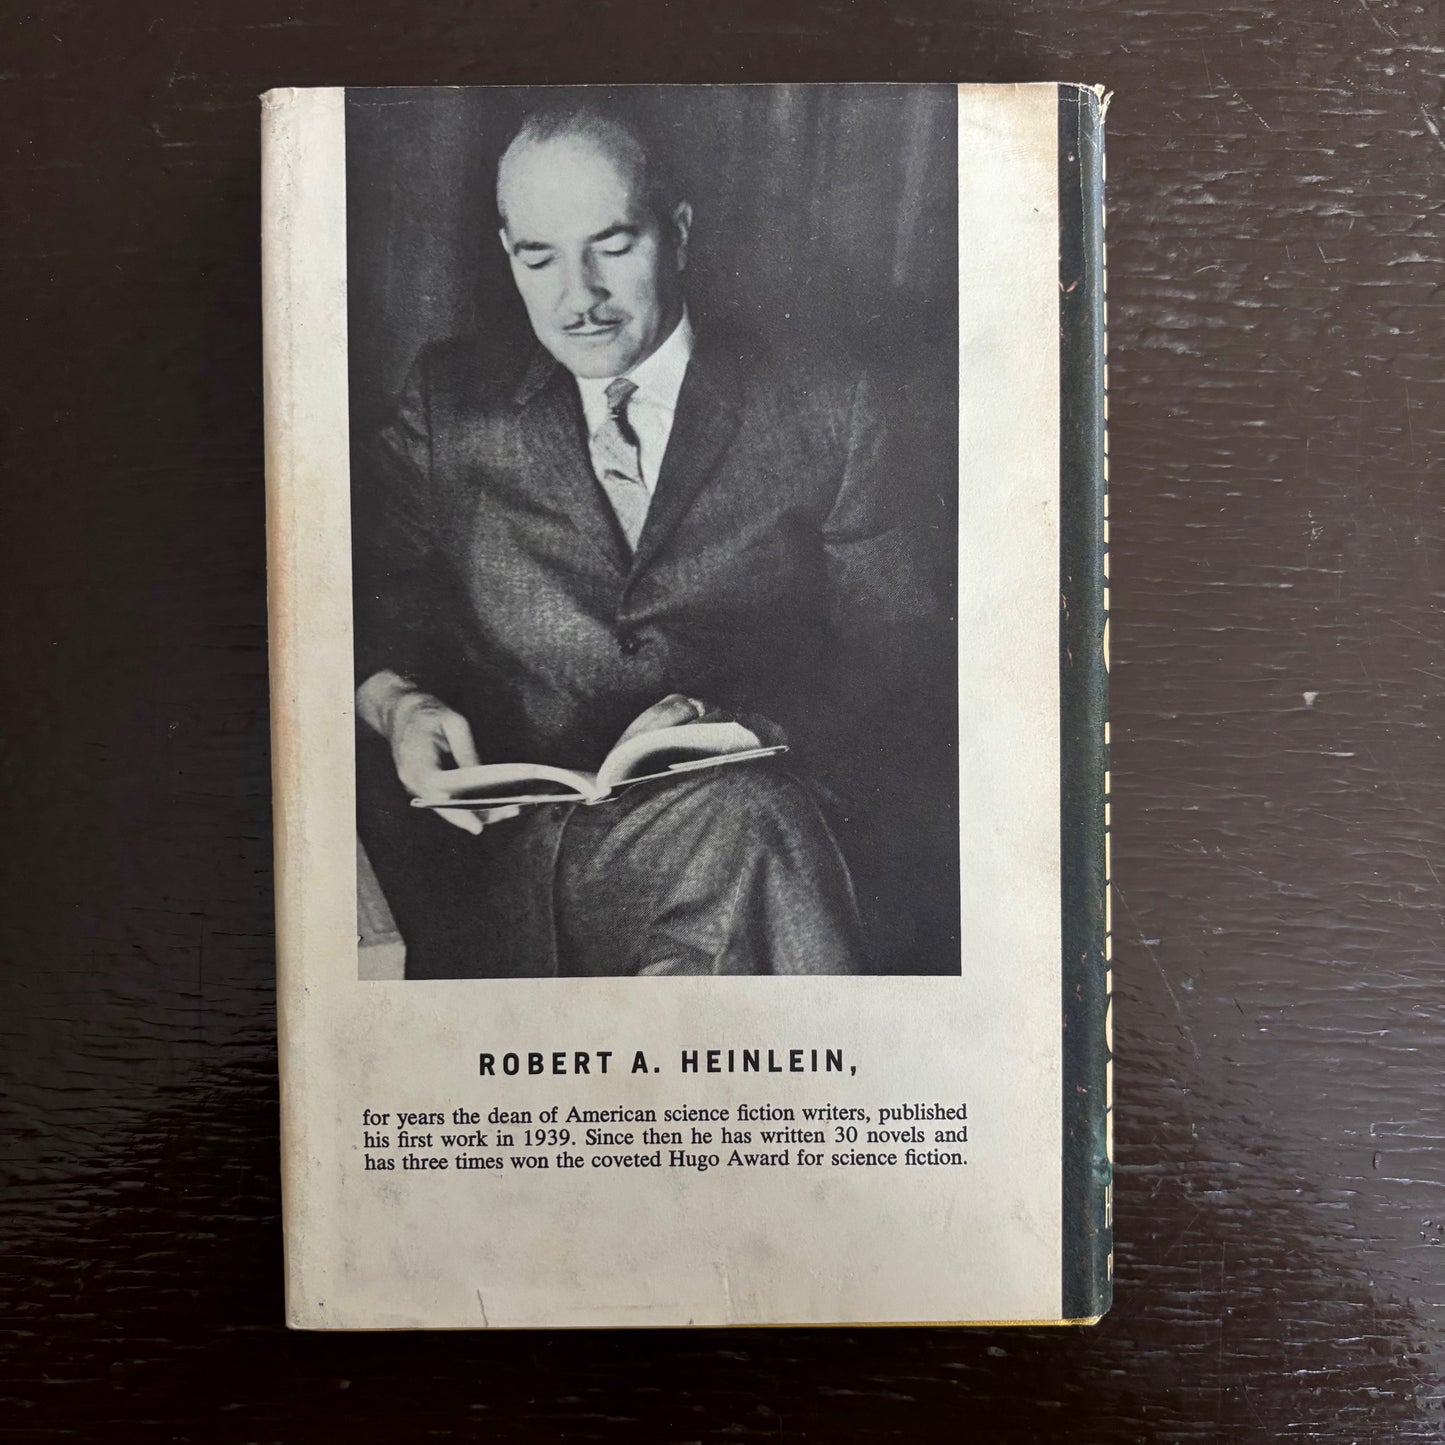 ROBERT A. HEINLEIN,
for years the dean of American science fiction writers, published
his first work in 1939. Since then he has written 30 novels and
has three times won the coveted Hugo Award for science fiction.